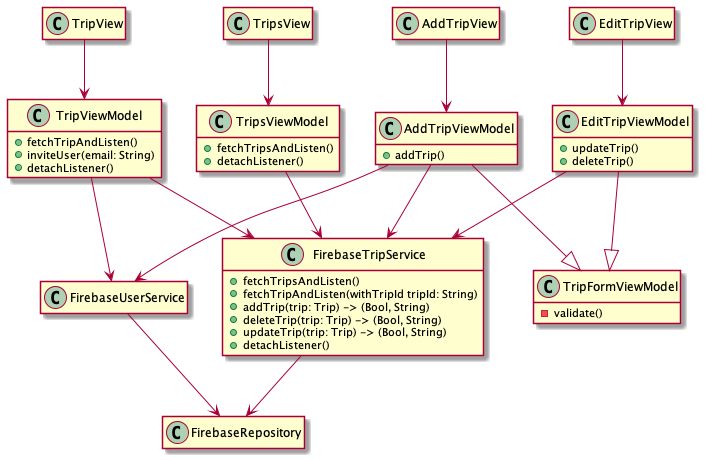 C TripView
C TripsView
C AddTripView
C EditTripView
C TripViewModel
fetchTripAndListen()
inviteUser(email: String)
detachListener()
C TripsViewModel
fetchTripsAndListen()
detachListener()
C AddTripViewModel
addTrip()
C EditTripViewModel
updateTrip()
deleteTrip()
C FirebaseUserService
C FirebaseTripService
fetchTripsAndListen()
fetchTripAndListen(withTripId tripId: String)
addTrip(trip: Trip) -> (Bool, String)
deleteTrip(trip: Trip) -> (Bool, String)
updateTrip(trip: Trip) -> (Bool, String)
detachListener()
C TripFormViewModel
validate()
C FirebaseRepository